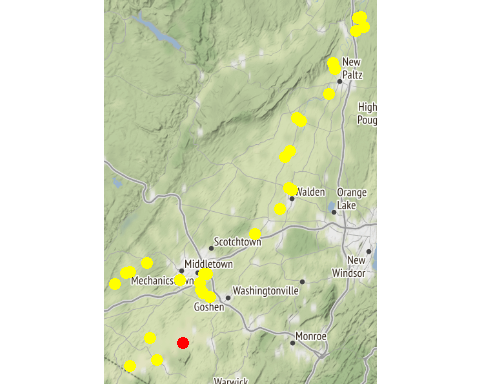 New
Paltz
High
Poug
Walden
Orange
Lake
Scotchtown
New
Windsor
Middletown
Mechanicstown
Washingtonville
Goshen
Monroe
Warwick